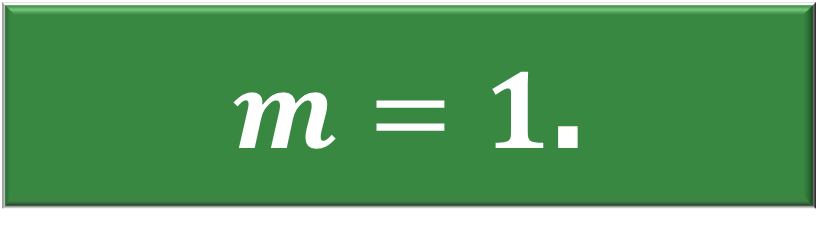 m = 1.